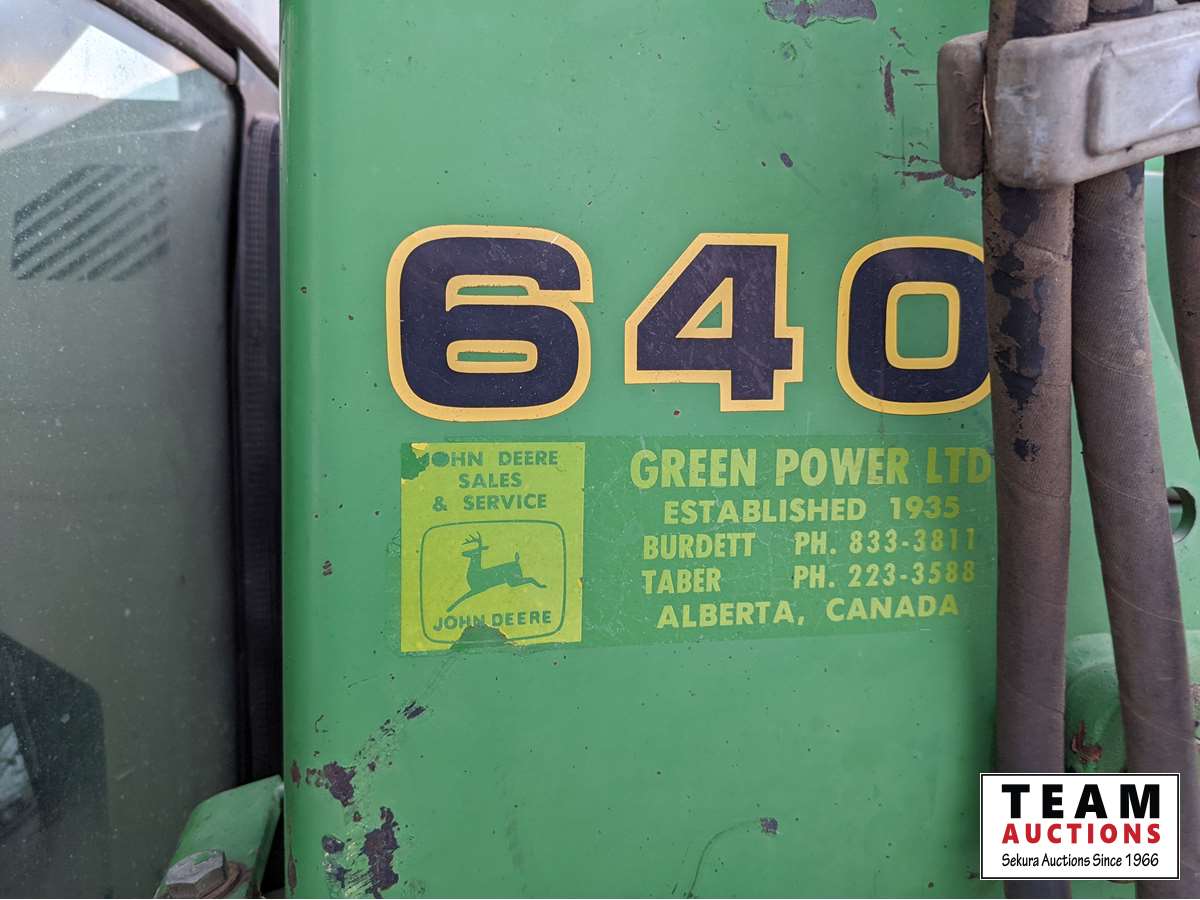 640
JOHN DEERE
SALES
& SERVICE
JOHN DEERE
GREEN POWER LTD
ESTABLISHED 1935
BURDETT PH. 833-3811
TABER PH. 223-3588
ALBERTA, CANADA
TEAM
AUCTIONS
Sekura Auctions Since 1966